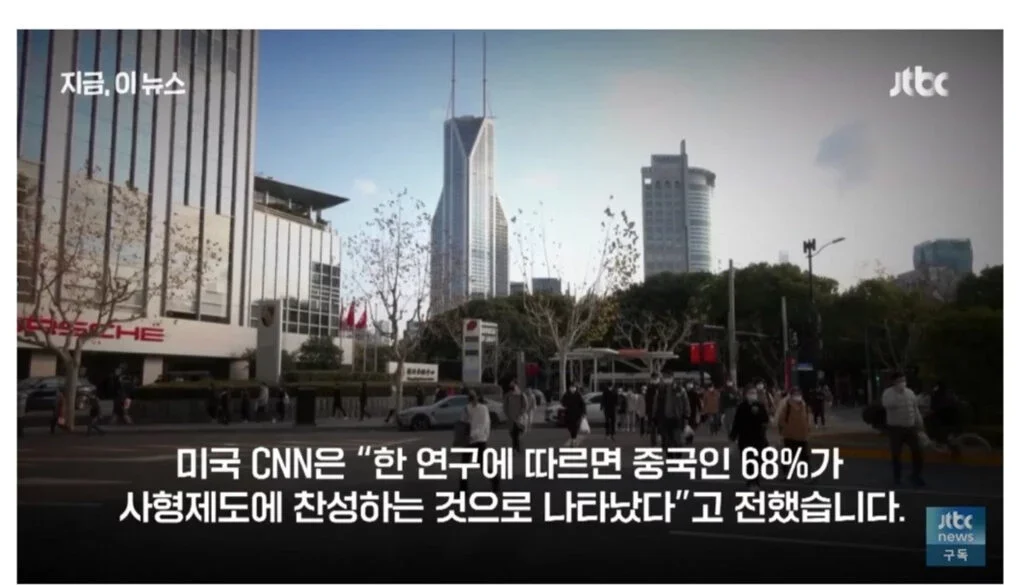 지금, 이 뉴스
jtbc
PORSCHE
미국 CNN은 “한 연구에 따르면 중국인 68%가
사형제도에 찬성하는 것으로 나타났다”고 전했습니다.
jtbc
news
구독